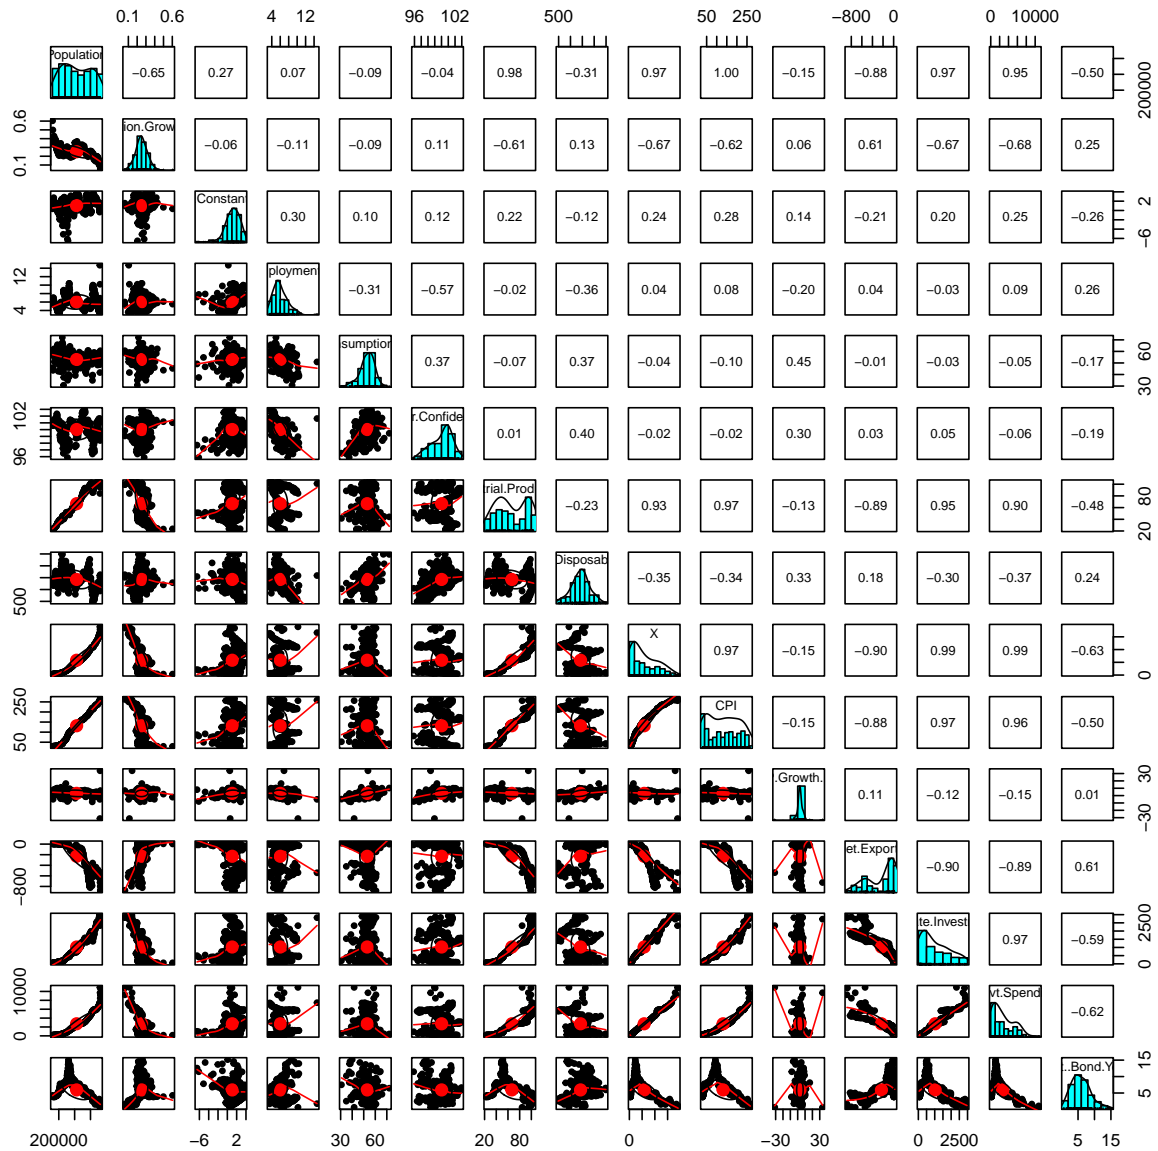 0.1 0.6 4 12 96 102 500 50 250 −800 0 0 10000
Population −0.65 0.27 0.07 −0.09 −0.04 0.98 −0.31 0.97 1.00 −0.15 −0.88 0.97 0.95 −0.50 200000
0.1 0.6 ion.Grow −0.06 −0.11 −0.09 0.11 −0.61 0.13 −0.67 −0.62 0.06 0.61 −0.67 −0.68 0.25
Constant 0.30 0.10 0.12 0.22 −0.12 0.24 0.28 0.14 −0.21 0.20 0.25 −0.26 −6 2
4 12 ployment −0.31 −0.57 −0.02 −0.36 0.04 0.08 −0.20 0.04 −0.03 0.09 0.26
sumption 0.37 −0.07 0.37 −0.04 −0.10 0.45 −0.01 −0.03 −0.05 −0.17 30 60
96 102 r.Confide 0.01 0.40 −0.02 −0.02 0.30 0.03 0.05 −0.06 −0.19
trial.Prod −0.23 0.93 0.97 −0.13 −0.89 0.95 0.90 −0.48 20 80
500 Disposab −0.35 −0.34 0.33 0.18 −0.30 −0.37 0.24
X 0.97 −0.15 −0.90 0.99 0.99 −0.63 0
50 250 CPI −0.15 −0.88 0.97 0.96 −0.50
.Growth. 0.11 −0.12 −0.15 0.01 −30 30
−800 0 et.Export −0.90 −0.89 0.61
te.Invest 0.97 −0.59 0 2500
0 10000 vt.Spend −0.62
..Bond.Y 5 15
200000 −6 2 30 60 20 80 0 −30 30 0 2500 5 15